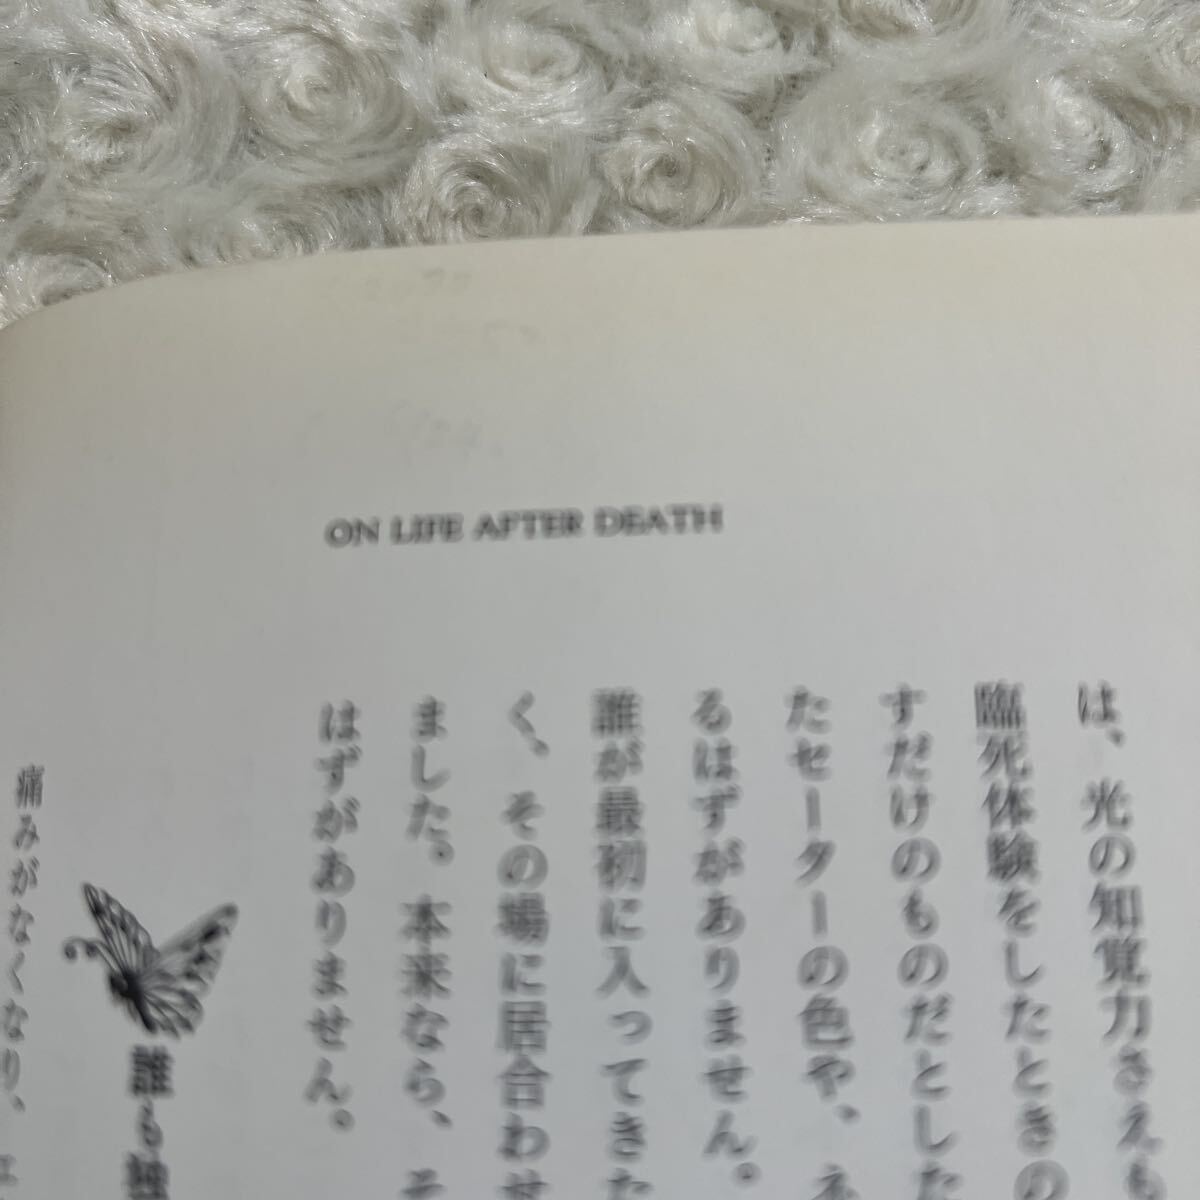 ON LIFE AFTER DEATH
は、光の知覚力さえも
臨死体験をしたときの
すだけのものだとした
たセーターの色や、ネ
るはずがありません。
誰が最初に入ってきた
く、その場に居合わせ
ました。本来なら、そ
はずがありません。
誰も独
痛みがなくなり、